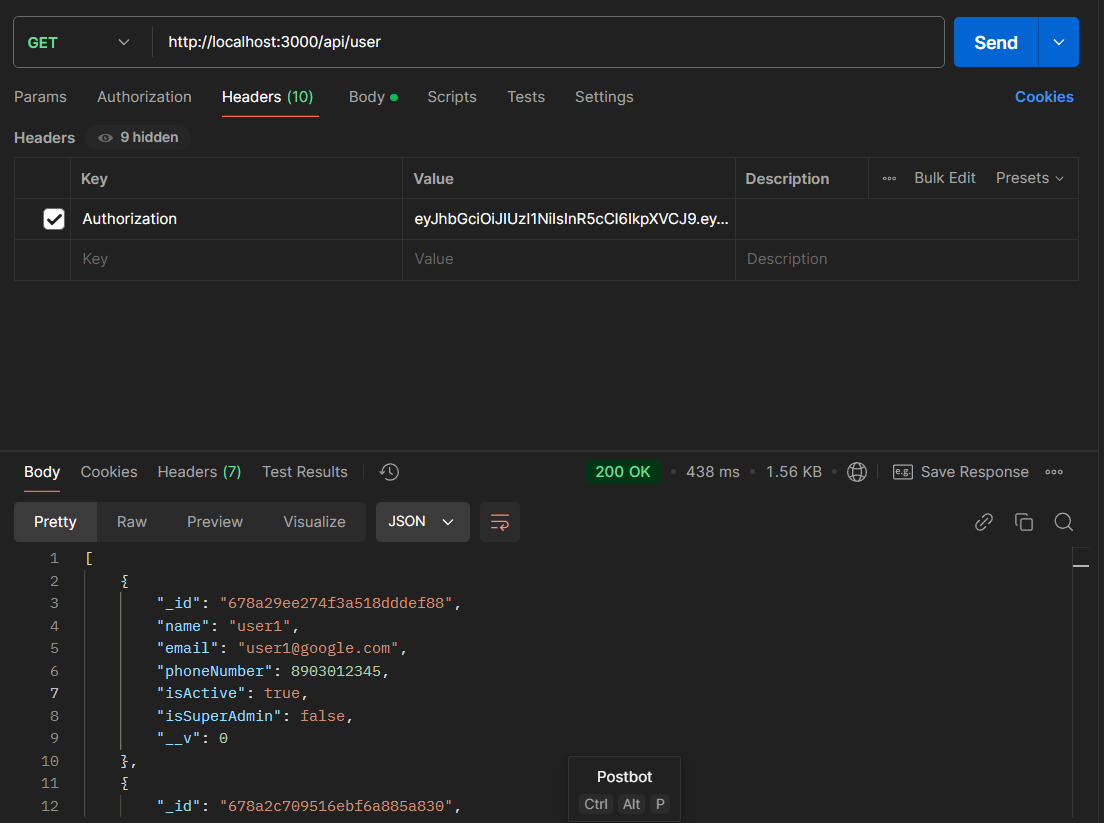 GET http://localhost:3000/api/user Send
Params Authorization Headers (10) Body Scripts Tests Settings Cookies
Headers 9 hidden
Key Value Description Bulk Edit Presets
Authorization eyJhbGciOiJIUzI1NiIsInR5cCI6IkpXVCJ9.ey...
Key Value Description
Body Cookies Headers (7) Test Results 200 OK 438 ms 1.56 KB e.g. Save Response
Pretty Raw Preview Visualize JSON
1 [
2 {
3 "_id": "678a29ee274f3a518dddef88",
4 "name": "user1",
5 "email": "user1@google.com",
6 "phoneNumber": 8903012345,
7 "isActive": true,
8 "isSuperAdmin": false,
9 "__v": 0
10 },
11 {
12 "_id": "678a2c709516ebf6a885a830",
Postbot
Ctrl Alt P